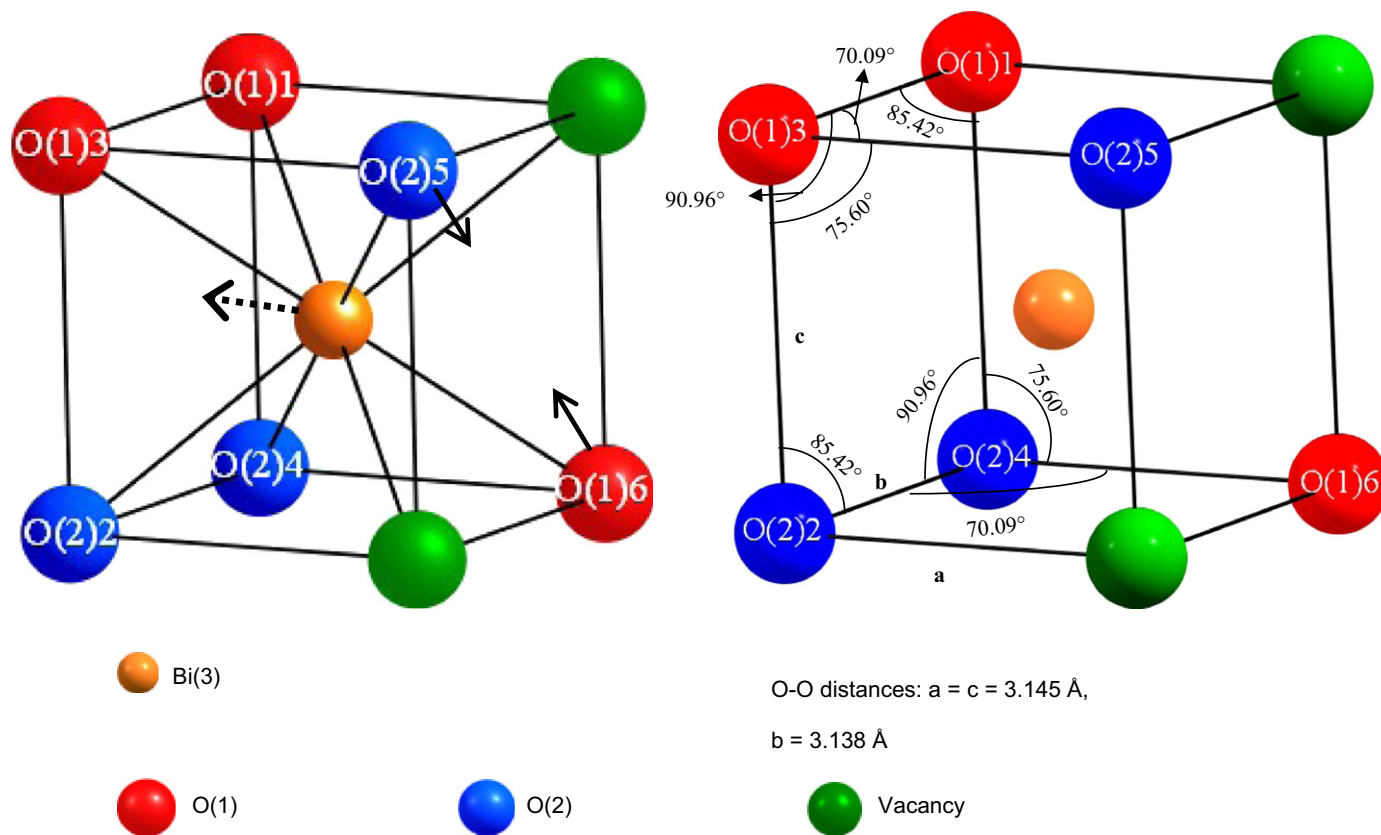 O(1)1
O(1)3
O(2)5
O(2)4
O(1)6
O(2)2
70.09°
O(1)1
85.42°
O(1)3
O(2)5
90.96°
75.60°
c
90.96°
75.60°
85.42°
b
O(2)4
O(1)6
O(2)2
70.09°
a
Bi(3)
O-O distances: a = c = 3.145 Å,
b = 3.138 Å
O(1)
O(2)
Vacancy